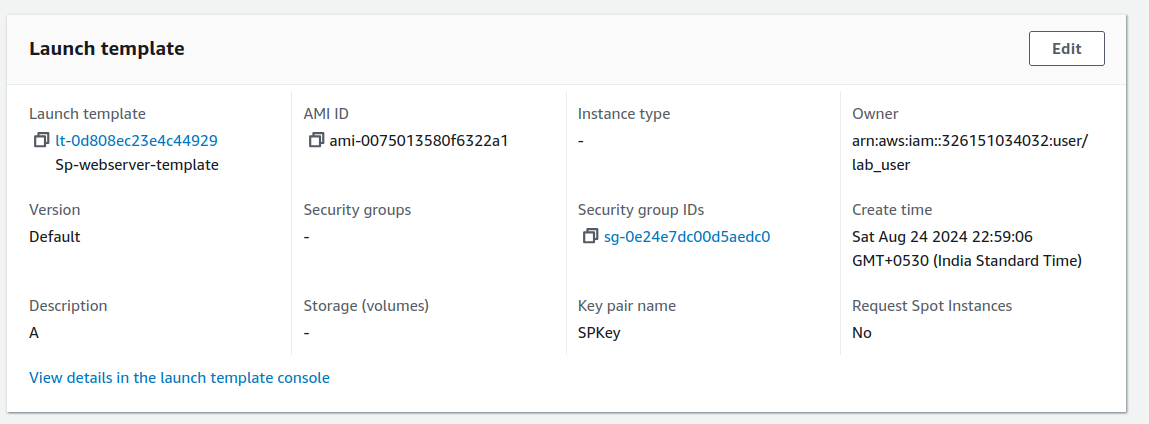 Launch template
Edit
Launch template
lt-0d808ec23e4c44929
Sp-webserver-template
AMI ID
ami-0075013580f6322a1
Instance type
-
Owner
arn:aws:iam::326151034032:user/
lab_user
Version
Default
Security groups
-
Security group IDs
sg-0e24e7dc00d5aedc0
Create time
Sat Aug 24 2024 22:59:06
GMT+0530 (India Standard Time)
Description
A
Storage (volumes)
-
Key pair name
SPKey
Request Spot Instances
No
View details in the launch template console